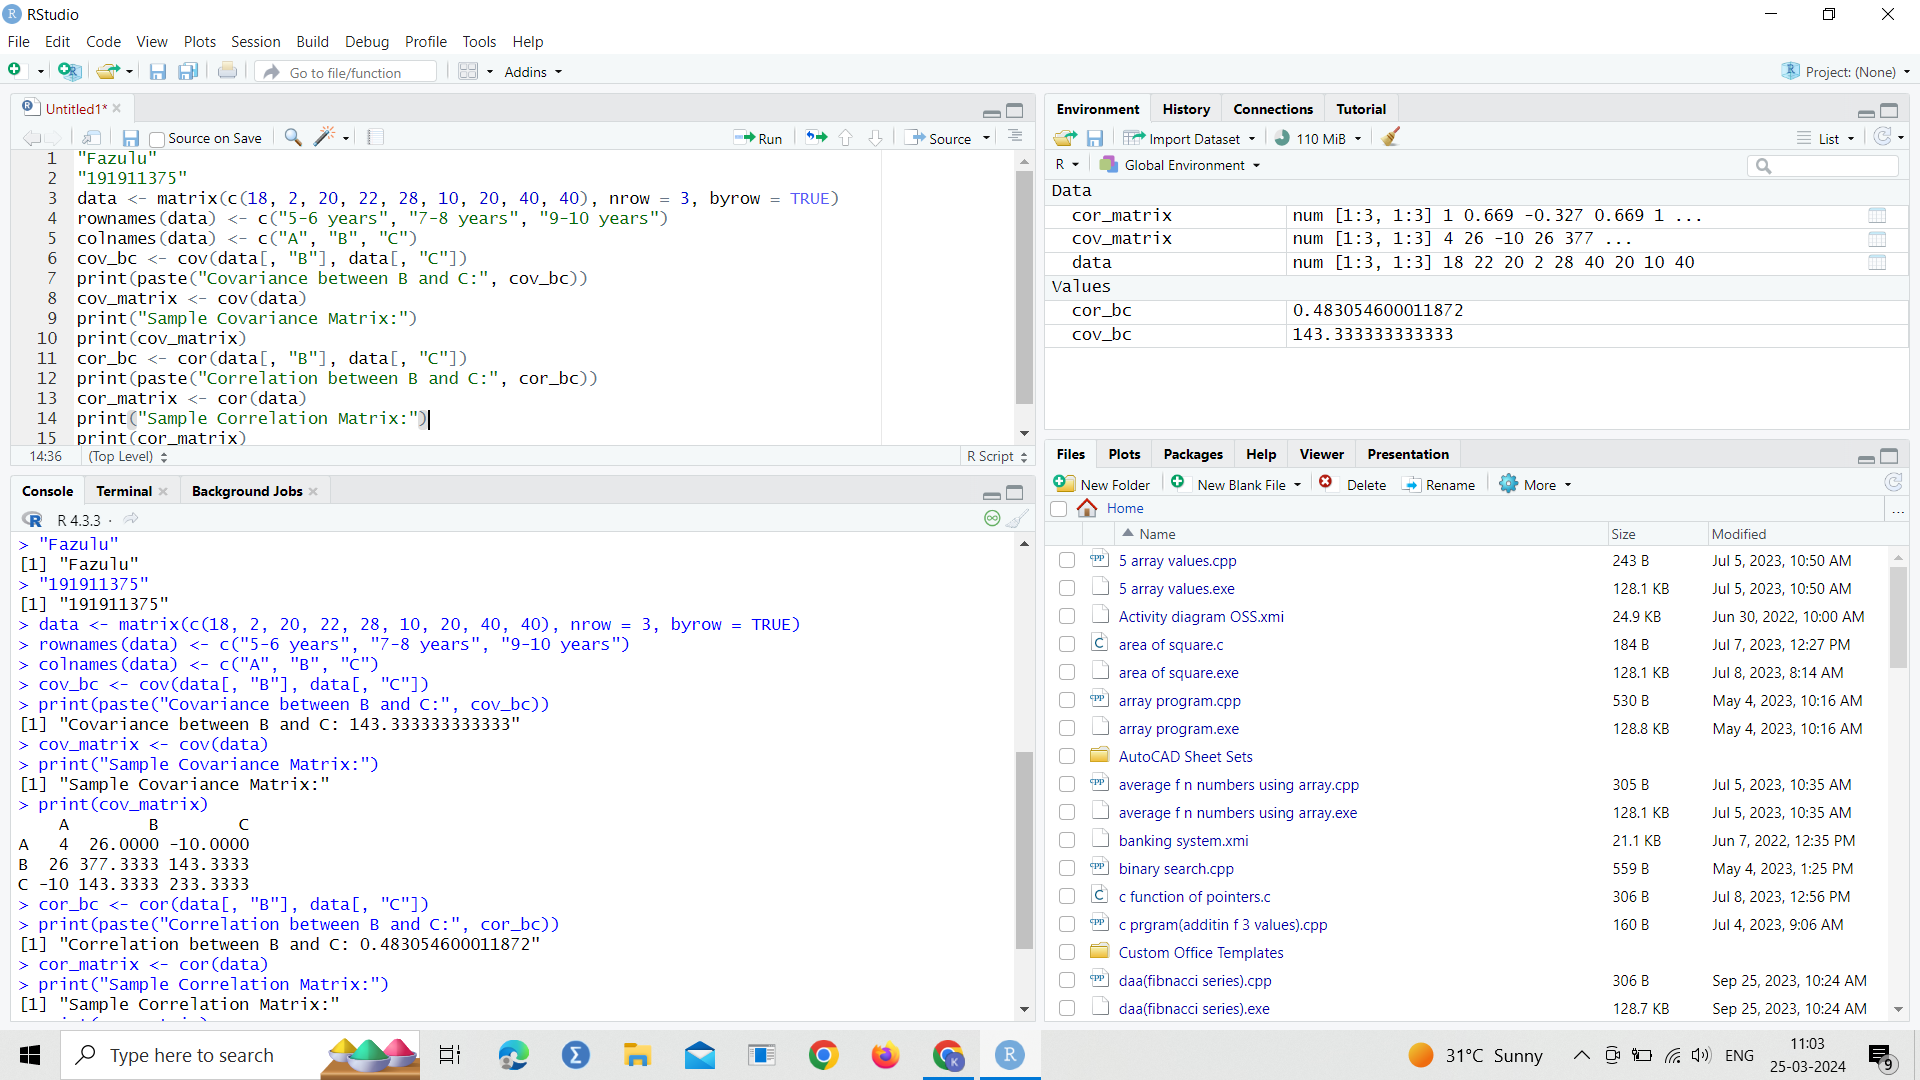 RStudio
File Edit Code View Plots Session Build Debug Profile Tools Help
Go to file/function Addins Project: (None)
Untitled1*
Source on Save Run Source
1 "Fazulu"
2 "191911375"
3 data <- matrix(c(18, 2, 20, 22, 28, 10, 20, 40, 40), nrow = 3, byrow = TRUE)
4 rownames(data) <- c("5-6 years", "7-8 years", "9-10 years")
5 colnames(data) <- c("A", "B", "C")
6 cov_bc <- cov(data[, "B"], data[, "C"])
7 print(paste("Covariance between B and C:", cov_bc))
8 cov_matrix <- cov(data)
9 print("Sample Covariance Matrix:")
10 print(cov_matrix)
11 cor_bc <- cor(data[, "B"], data[, "C"])
12 print(paste("Correlation between B and C:", cor_bc))
13 cor_matrix <- cor(data)
14 print("Sample Correlation Matrix:")
15 print(cor_matrix)
14:36 (Top Level) R Script
Console Terminal Background Jobs
R 4.3.3 ·
> "Fazulu"
[1] "Fazulu"
> "191911375"
[1] "191911375"
> data <- matrix(c(18, 2, 20, 22, 28, 10, 20, 40, 40), nrow = 3, byrow = TRUE)
> rownames(data) <- c("5-6 years", "7-8 years", "9-10 years")
> colnames(data) <- c("A", "B", "C")
> cov_bc <- cov(data[, "B"], data[, "C"])
> print(paste("Covariance between B and C:", cov_bc))
[1] "Covariance between B and C: 143.333333333333"
> cov_matrix <- cov(data)
> print("Sample Covariance Matrix:")
[1] "Sample Covariance Matrix:"
> print(cov_matrix)
A B C
A 4 26.0000 -10.0000
B 26 377.3333 143.3333
C -10 143.3333 233.3333
> cor_bc <- cor(data[, "B"], data[, "C"])
> print(paste("Correlation between B and C:", cor_bc))
[1] "Correlation between B and C: 0.483054600011872"
> cor_matrix <- cor(data)
> print("Sample Correlation Matrix:")
[1] "Sample Correlation Matrix:"
Environment History Connections Tutorial
Import Dataset 110 MiB List
R Global Environment
Data
cor_matrix num [1:3, 1:3] 1 0.669 -0.327 0.669 1 ...
cov_matrix num [1:3, 1:3] 4 26 -10 26 377 ...
data num [1:3, 1:3] 18 22 20 2 28 40 20 10 40
Values
cor_bc 0.483054600011872
cov_bc 143.333333333333
Files Plots Packages Help Viewer Presentation
New Folder New Blank File Delete Rename More
Home ...
Name Size Modified
5 array values.cpp 243 B Jul 5, 2023, 10:50 AM
5 array values.exe 128.1 KB Jul 5, 2023, 10:50 AM
Activity diagram OSS.xmi 24.9 KB Jun 30, 2022, 10:00 AM
area of square.c 184 B Jul 7, 2023, 12:27 PM
area of square.exe 128.1 KB Jul 8, 2023, 8:14 AM
array program.cpp 530 B May 4, 2023, 10:16 AM
array program.exe 128.8 KB May 4, 2023, 10:16 AM
AutoCAD Sheet Sets
average f n numbers using array.cpp 305 B Jul 5, 2023, 10:35 AM
average f n numbers using array.exe 128.1 KB Jul 5, 2023, 10:35 AM
banking system.xmi 21.1 KB Jun 7, 2022, 12:35 PM
binary search.cpp 559 B May 4, 2023, 1:25 PM
c function of pointers.c 306 B Jul 8, 2023, 12:56 PM
c prgram(additin f 3 values).cpp 160 B Jul 4, 2023, 9:06 AM
Custom Office Templates
daa(fibnacci series).cpp 306 B Sep 25, 2023, 10:24 AM
daa(fibnacci series).exe 128.7 KB Sep 25, 2023, 10:24 AM
Type here to search 31°C Sunny ENG 11:03
25-03-2024 9